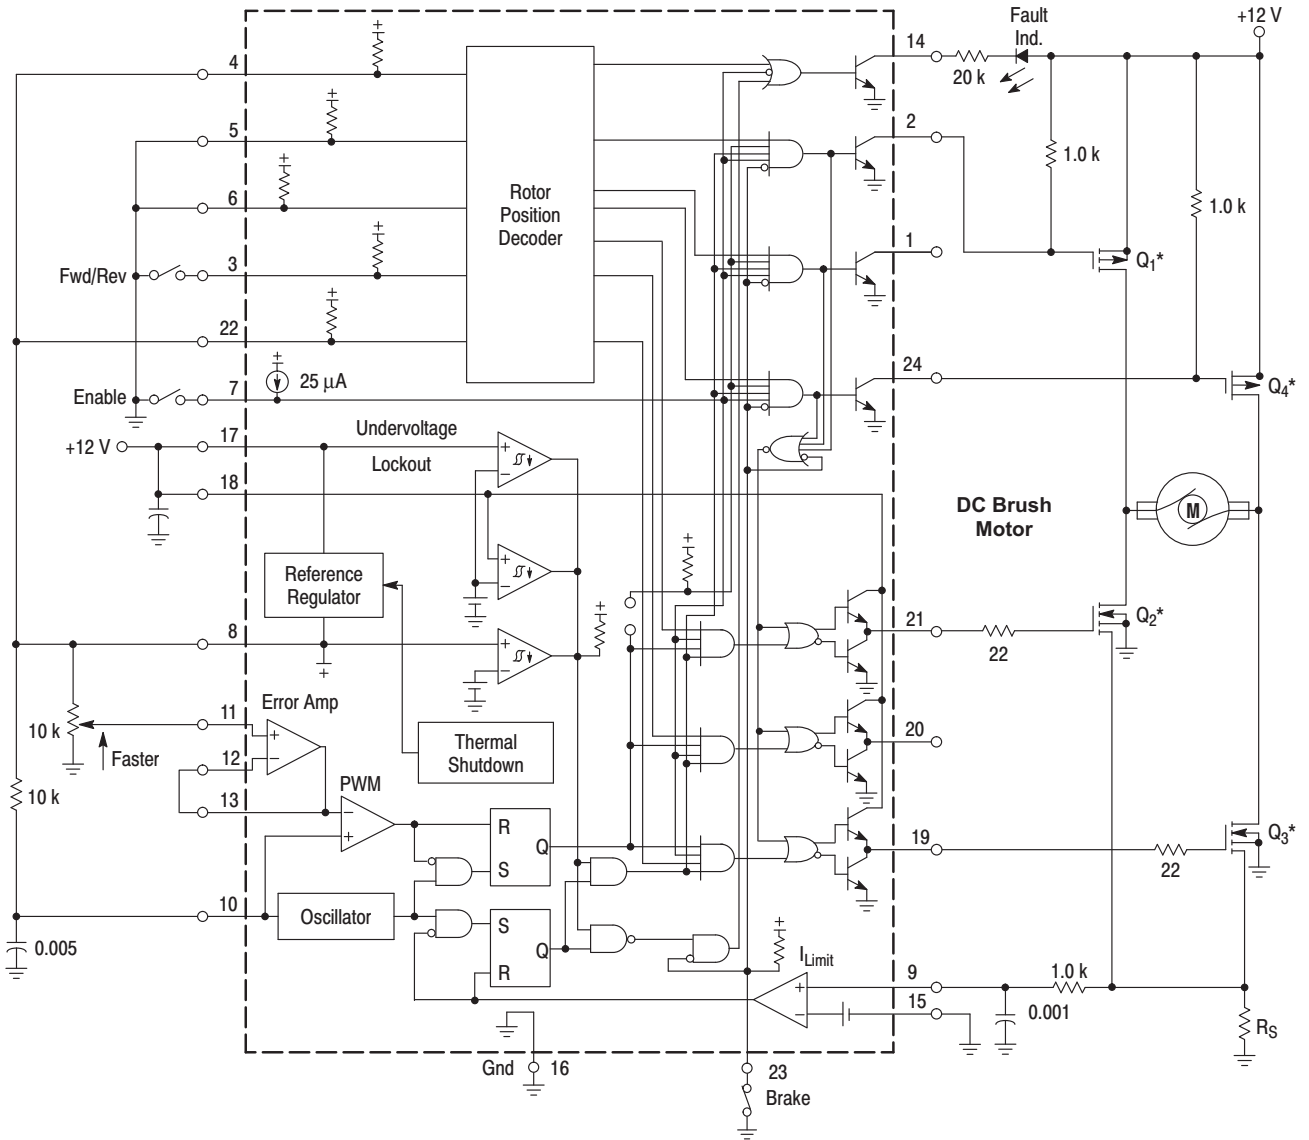 Fault
Ind.
+12 V
14
20 k
4
5
6
Rotor
Position
Decoder
2
1.0 k
1.0 k
1
Q1*
Fwd/Rev
3
22
24
Q4*
25 μA
Enable
7
+12 V
17
Undervoltage
Lockout
18
DC Brush
Motor
M
Reference
Regulator
8
21
22
Q2*
Error Amp
11
10 k
Faster
12
13
10 k
Thermal
Shutdown
20
PWM
R
S
Q
19
22
Q3*
10
Oscillator
S
R
Q
0.005
ILimit
9
1.0 k
15
0.001
RS
Gnd
16
23
Brake